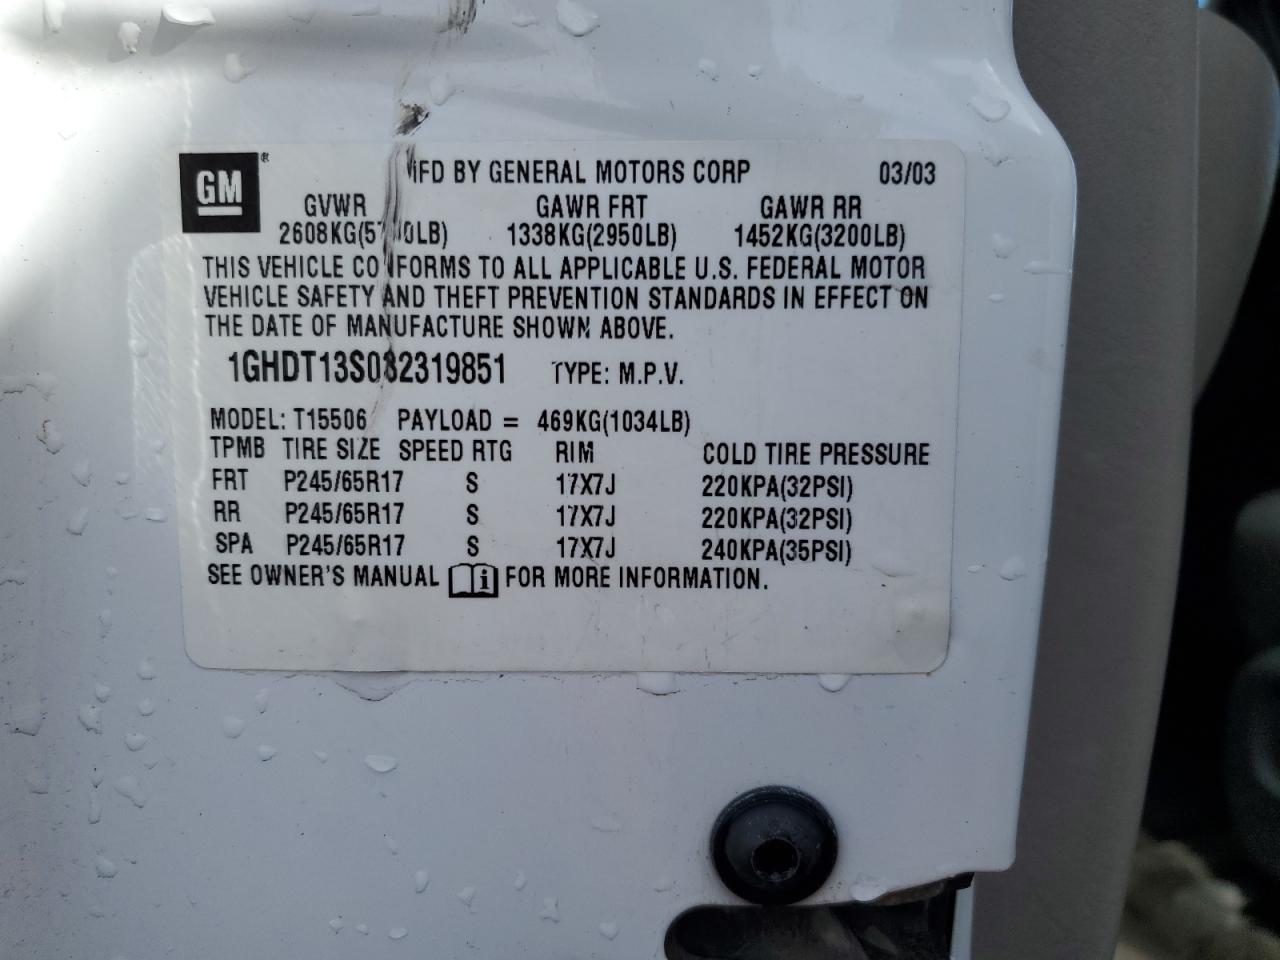 GM ®
MFD BY GENERAL MOTORS CORP 03/03
GVWR GAWR FRT GAWR RR
1338KG(2950LB) 1452KG(3200LB)
THIS VEHICLE CONFORMS TO ALL APPLICABLE U.S. FEDERAL MOTOR
VEHICLE SAFETY AND THEFT PREVENTION STANDARDS IN EFFECT ON
THE DATE OF MANUFACTURE SHOWN ABOVE.
TYPE: M.P.V.
MODEL: T15506 PAYLOAD = 469KG(1034LB)
TPMB TIRE SIZE SPEED RTG RIM COLD TIRE PRESSURE
FRT P245/65R17 S 17X7J 220KPA(32PSI)
RR P245/65R17 S 17X7J 220KPA(32PSI)
SPA P245/65R17 S 17X7J 240KPA(35PSI)
SEE OWNER'S MANUAL i FOR MORE INFORMATION.